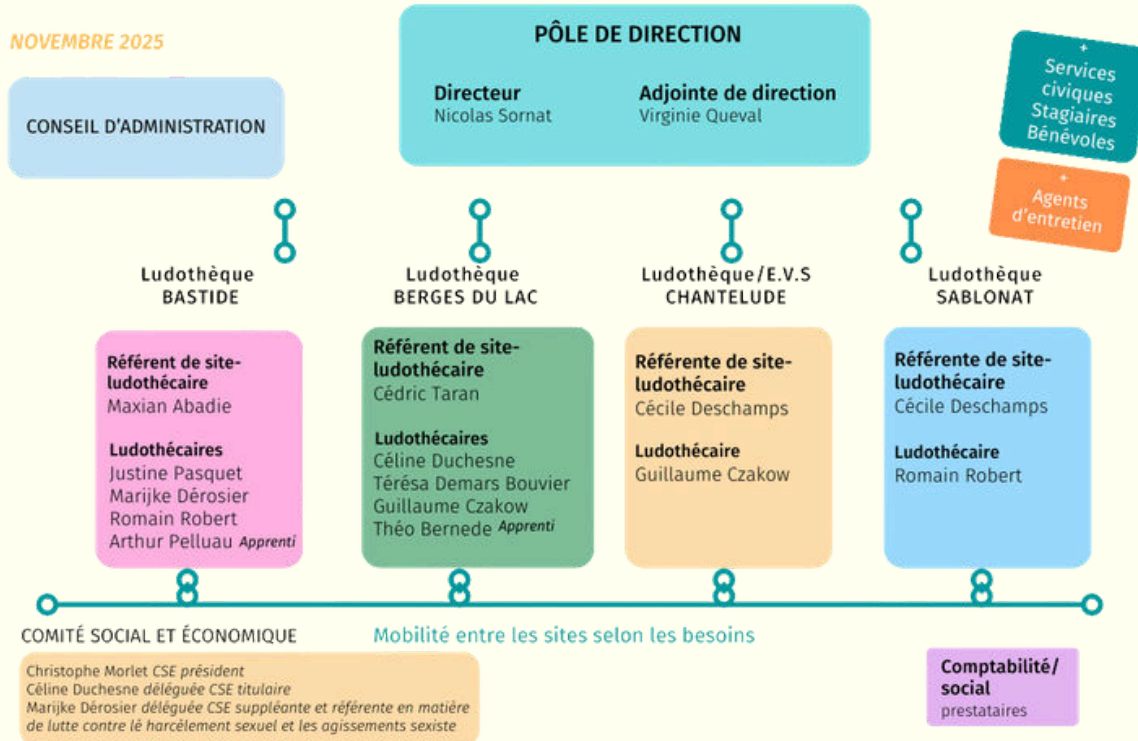 NOVEMBRE 2025
CONSEIL D'ADMINISTRATION
PÔLE DE DIRECTION
Directeur
Nicolas Sornat
Adjointe de direction
Virginie Queval
+
Services
civiques
Stagiaires
Bénévoles
+
Agents
d'entretien
Ludothèque
BASTIDE
Référent de site-
ludothécaire
Maxian Abadie
Ludothécaires
Justine Pasquet
Marijke Dérosier
Romain Robert
Arthur Pelluau Apprenti
Ludothèque
BERGES DU LAC
Référent de site-
ludothécaire
Cédric Taran
Ludothécaires
Céline Duchesne
Térésa Demars Bouvier
Guillaume Czakow
Théo Bernede Apprenti
Ludothèque/E.V.S
CHANTELUDE
Référente de site-
ludothécaire
Cécile Deschamps
Ludothécaire
Guillaume Czakow
Ludothèque
SABLONAT
Référente de site-
ludothécaire
Cécile Deschamps
Ludothécaire
Romain Robert
COMITÉ SOCIAL ET ÉCONOMIQUE
Mobilité entre les sites selon les besoins
Christophe Morlet CSE président
Céline Duchesne déléguée CSE titulaire
Marijke Dérosier déléguée CSE suppléante et référente en matière
de lutte contre lé harcélement sexuel et les agissements sexiste
Comptabilité/
social
prestataires